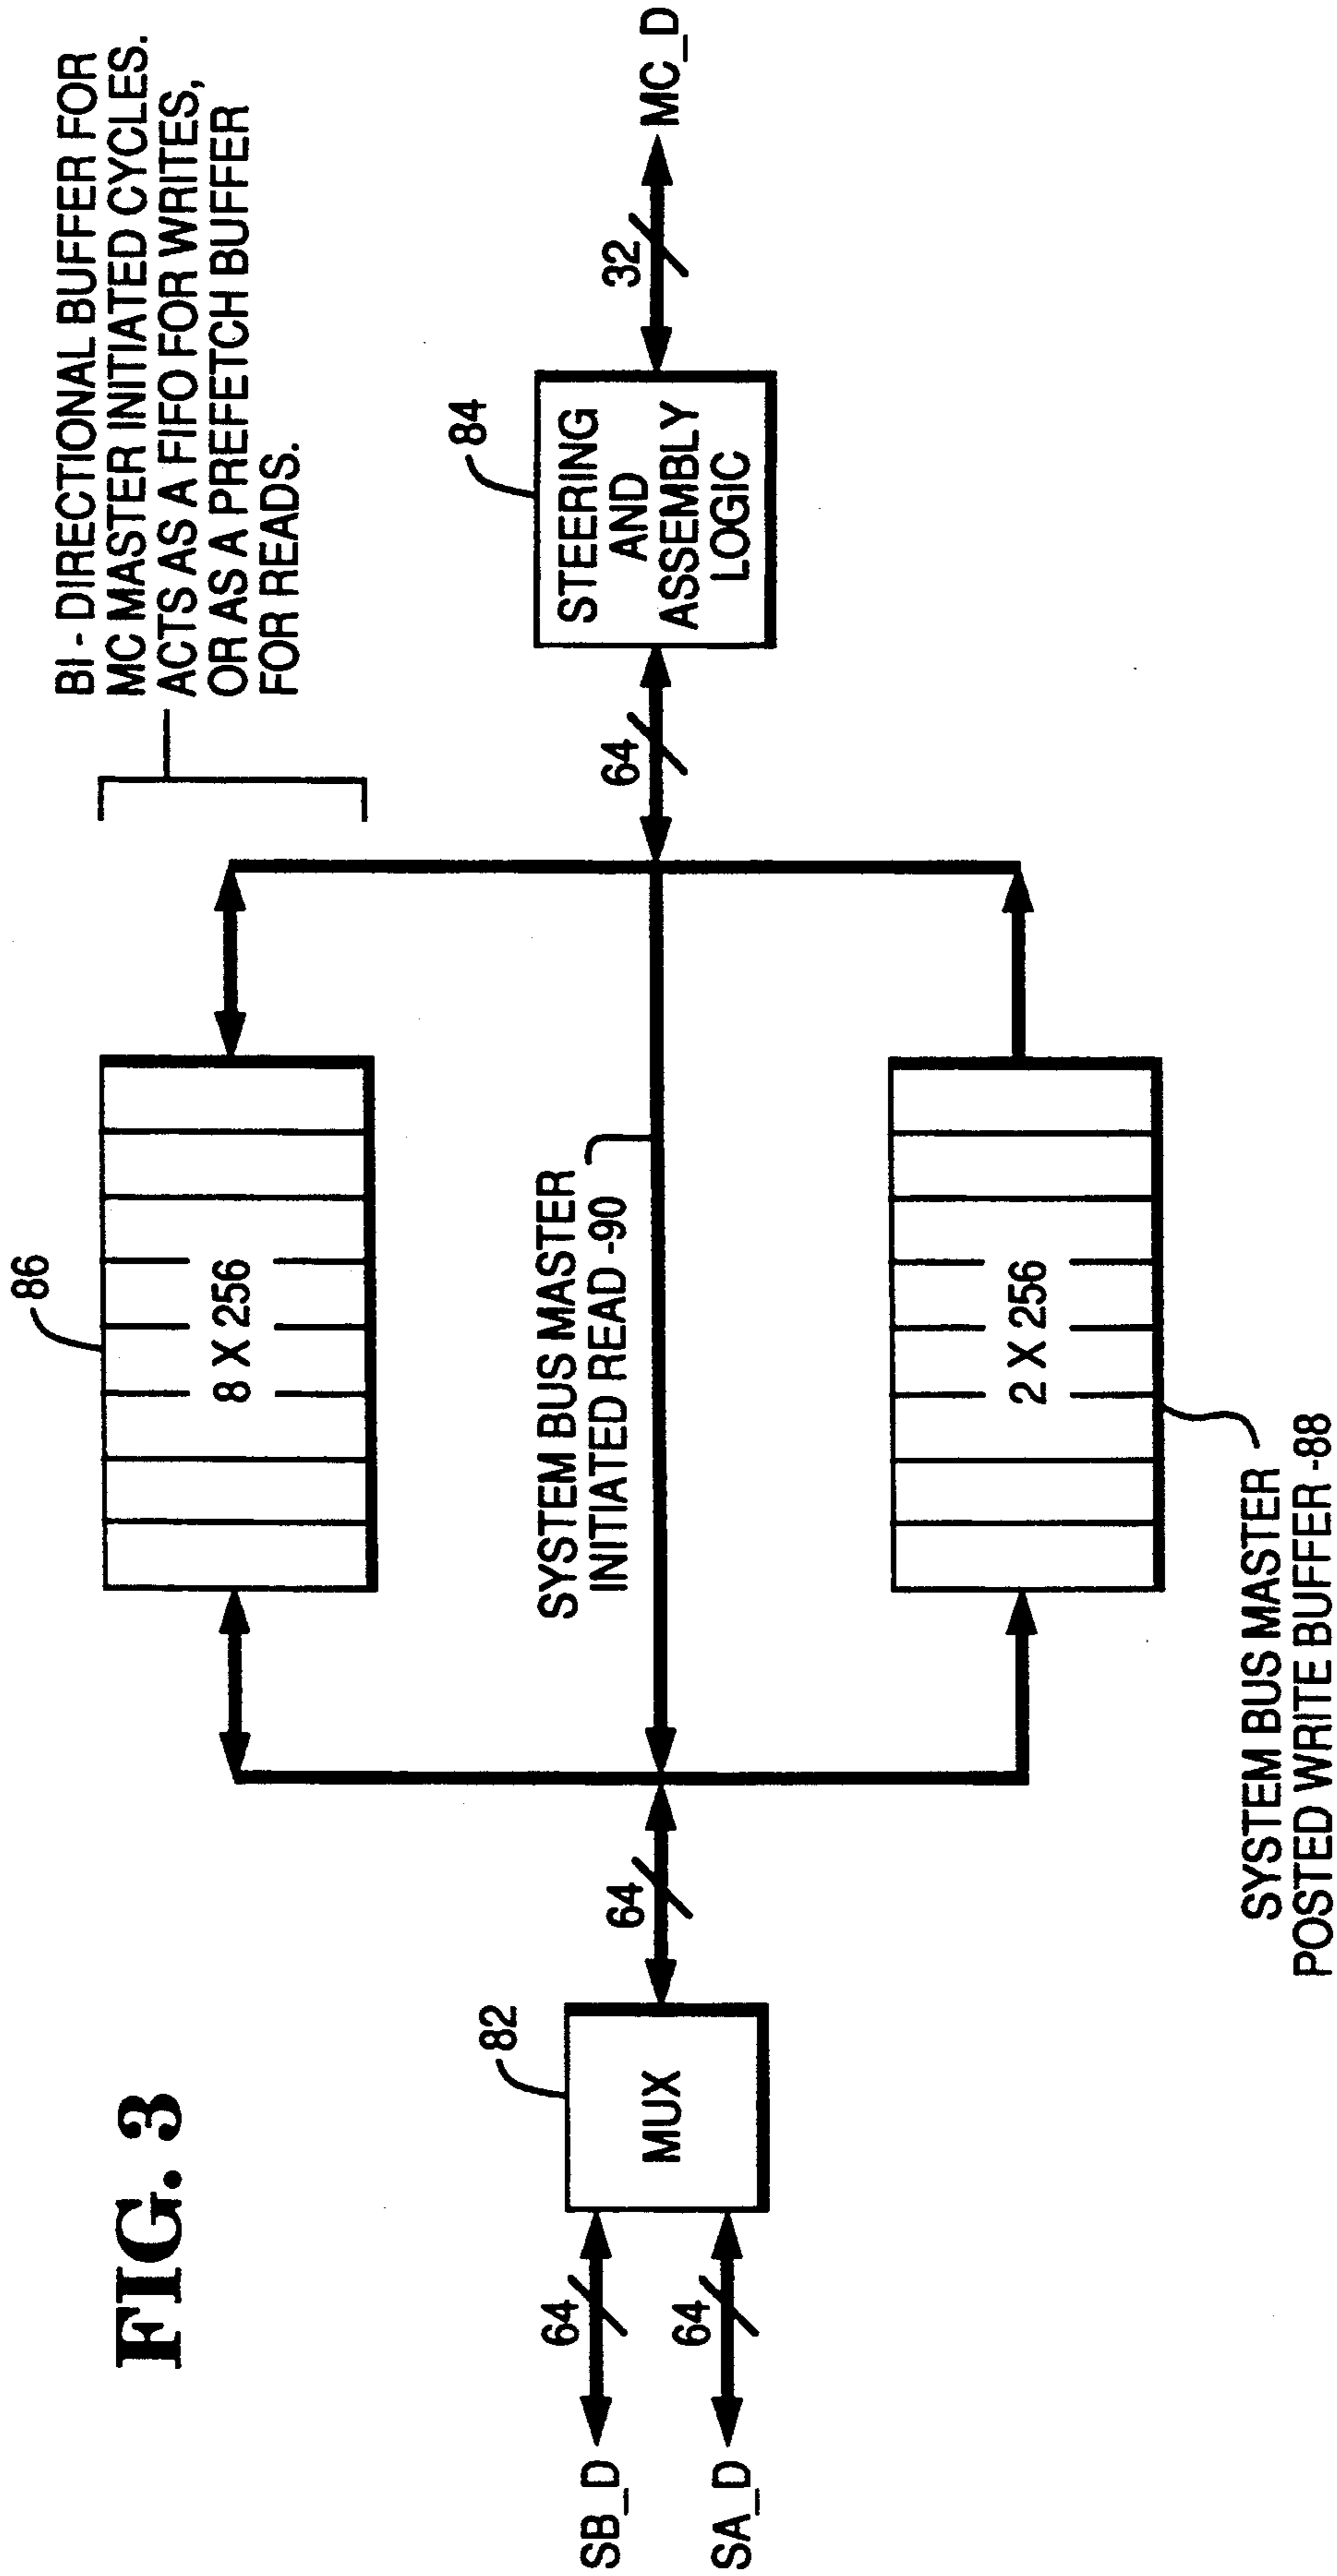 FIG. 3
BI - DIRECTIONAL BUFFER FOR
MC MASTER INITIATED CYCLES.
ACTS AS A FIFO FOR WRITES,
OR AS A PREFETCH BUFFER
FOR READS.
86
8 X 256
SB_D
64
SA_D
64
82
MUX
64
SYSTEM BUS MASTER
INITIATED READ -90
64
84
STEERING
AND
ASSEMBLY
LOGIC
32
MC_D
2 X 256
SYSTEM BUS MASTER
POSTED WRITE BUFFER -88